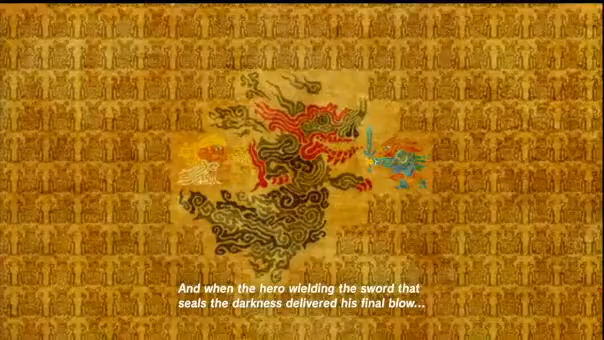 And when the hero wielding the sword that
seals the darkness delivered his final blow...